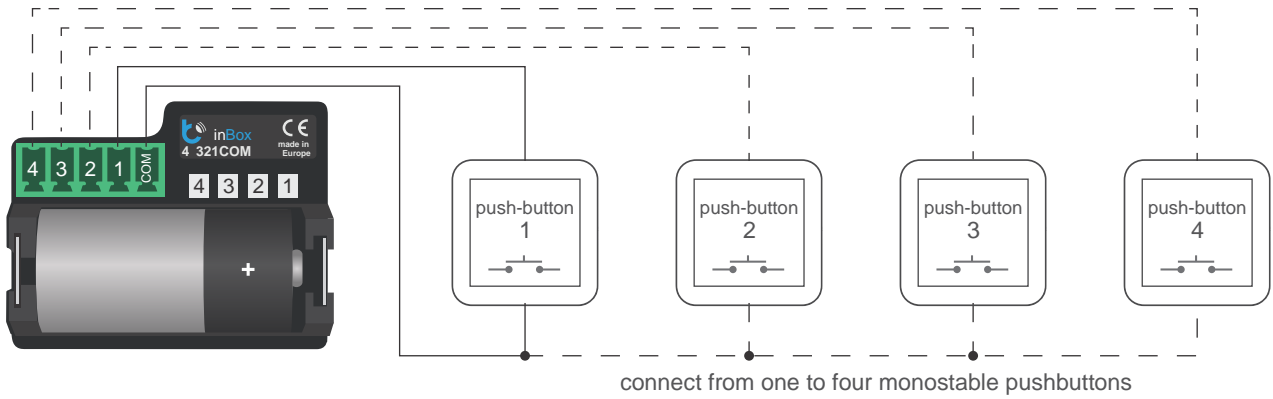 4 3 2 1 COM
inBox
CE
made in
Europe
4 321COM
4 3 2 1
+
push-button
1
push-button
2
push-button
3
push-button
4
connect from one to four monostable pushbuttons